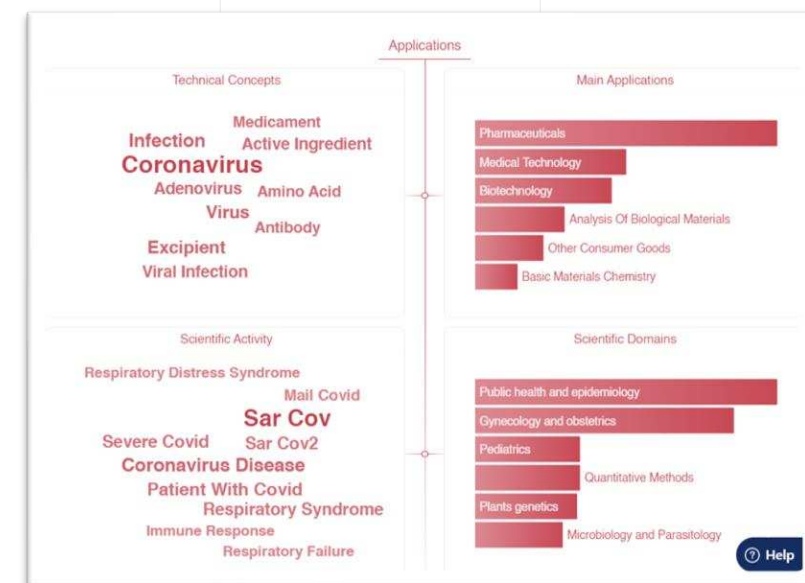 Applications
Technical Concepts
Medicament
Infection
Active Ingredient
Coronavirus
Adenovirus
Amino Acid
Virus
Antibody
Excipient
Viral Infection
Main Applications
Pharmaceuticals
Medical Technology
Biotechnology
Analysis Of Biological Materials
Other Consumer Goods
Basic Materials Chemistry
Scientific Activity
Respiratory Distress Syndrome
Mail Covid
Sar Cov
Severe Covid
Sar Cov2
Coronavirus Disease
Patient With Covid
Respiratory Syndrome
Immune Response
Respiratory Failure
Scientific Domains
Public health and epidemiology
Gynecology and obstetrics
Pediatrics
Quantitative Methods
Plants genetics
Microbiology and Parasitology
Help